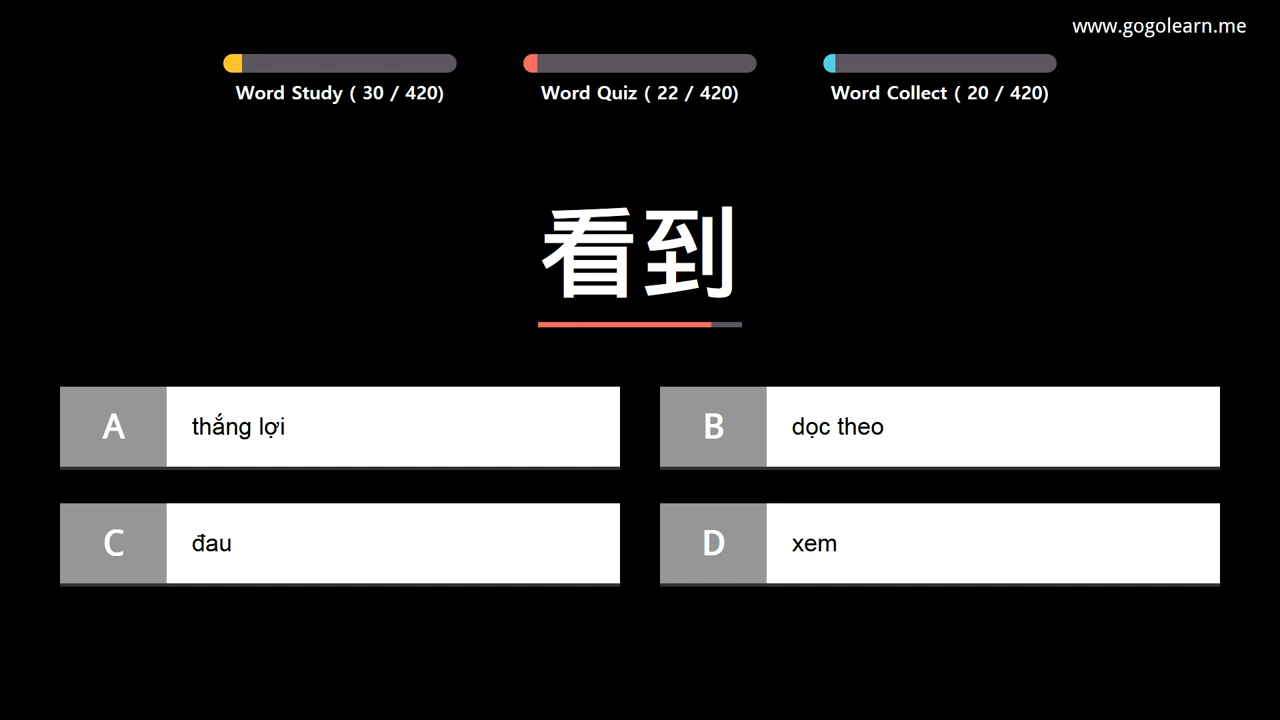 www.gogolearn.me
Word Study ( 30 / 420)
Word Quiz ( 22 / 420)
Word Collect ( 20 / 420)
看到
A thắng lợi
B dọc theo
C đau
D xem